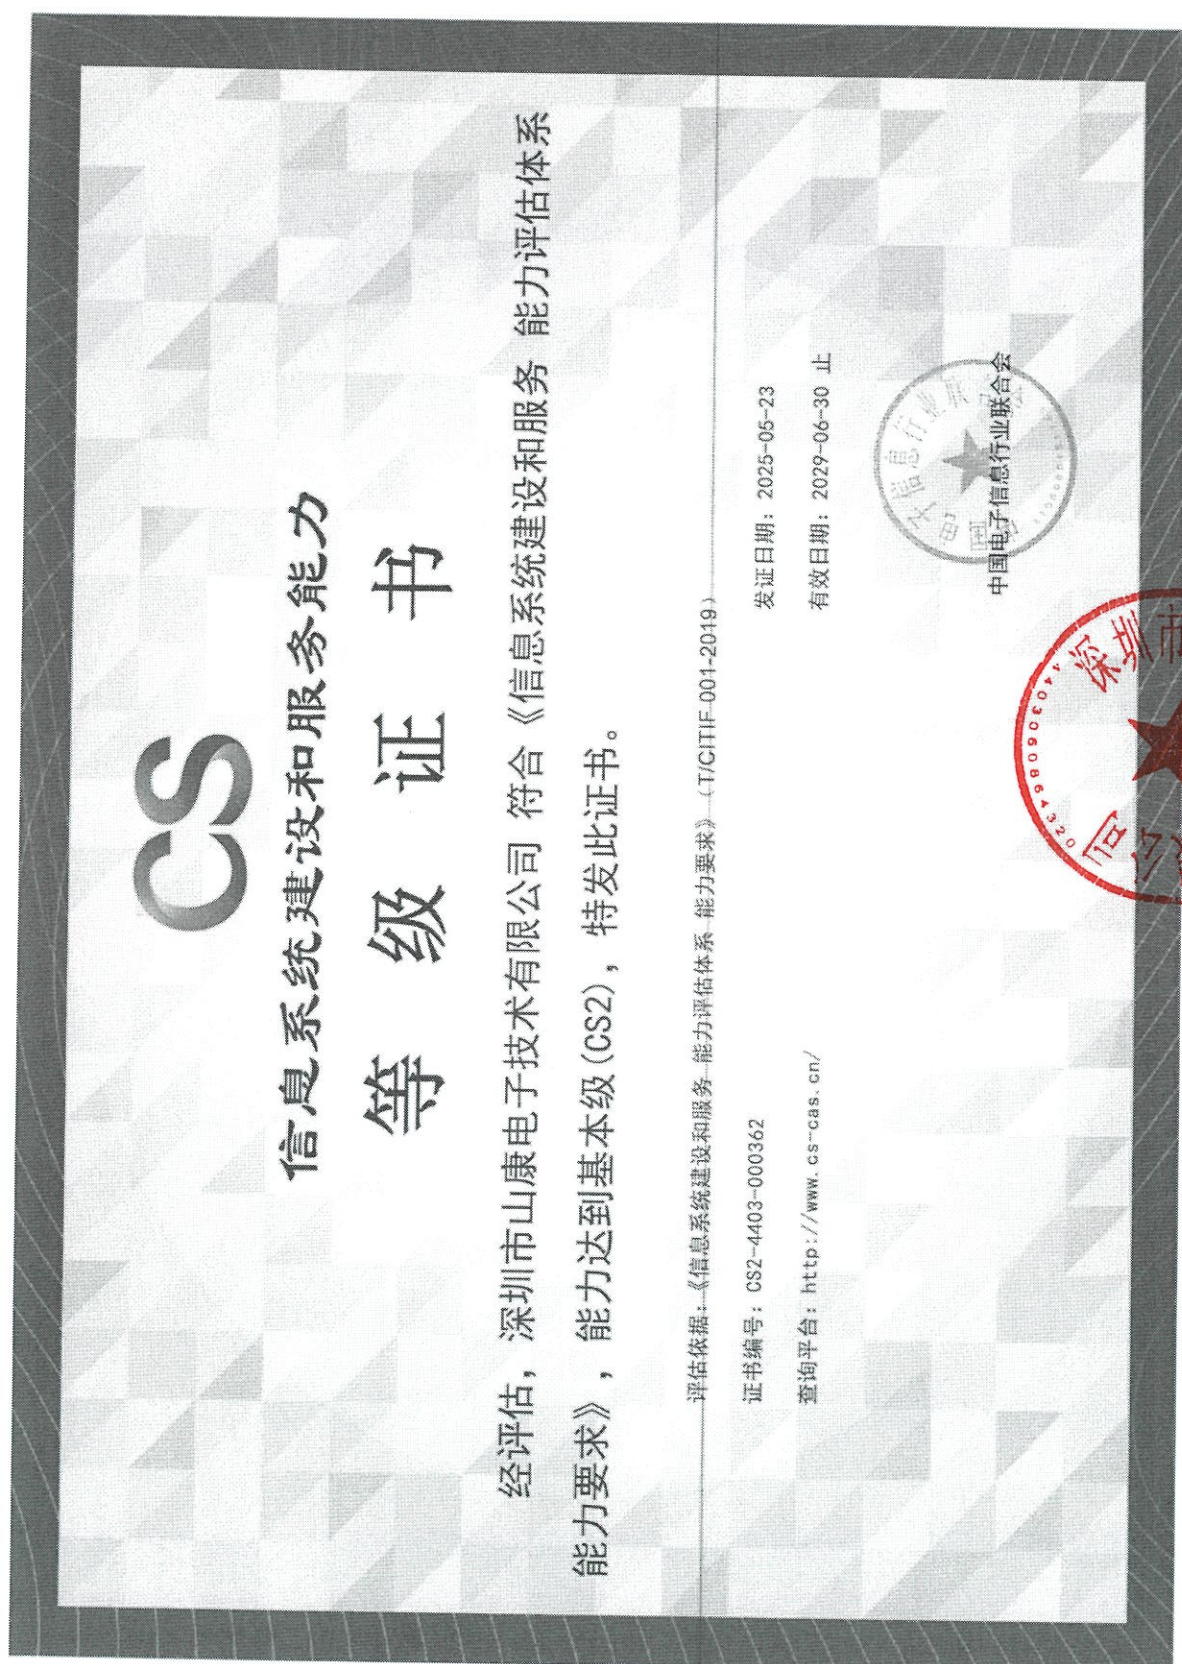 CS
信息系统建设和服务能力
等级证书
经评估，深圳市山康电子技术有限公司 符合《信息系统建设和服务 能力评估体系
能力要求》，能力达到基本级(CS2)，特发此证书。
评估依据：《信息系统建设和服务 能力评估体系 能力要求》（T/CITIF 001-2019）
证书编号：CS2-4403-000362
发证日期：2025-05-23
查询平台：http://www.cs-cas.cn/
有效日期：2029-06-30 止
中国电子信息行业联合会
深圳市